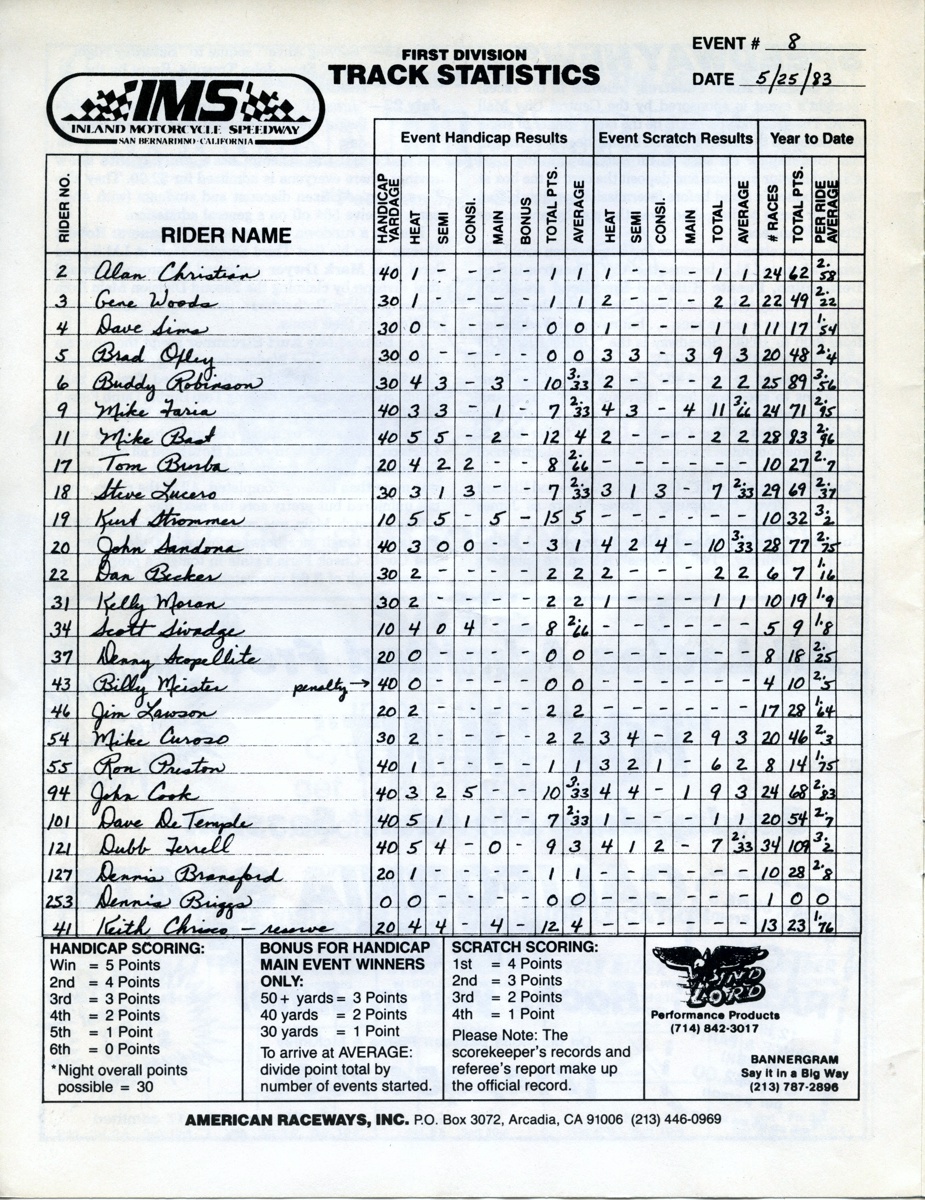 EVENT # 8
FIRST DIVISION
TRACK STATISTICS
DATE 5/25/83
IMS
INLAND MOTORCYCLE SPEEDWAY
SAN BERNARDINO · CALIFORNIA
Event Handicap Results Event Scratch Results Year to Date
RIDER NO. RIDER NAME HANDICAP YARDAGE HEAT SEMI CONSI. MAIN BONUS TOTAL PTS. AVERAGE HEAT SEMI CONSI. MAIN TOTAL AVERAGE # RACES TOTAL PTS. PER RIDE AVERAGE
2 Alan Christian 40 1 - - - - 1 1 1 - - - 1 1 24 62 2.58
3 Gene Woods 30 1 - - - - 1 1 2 - - - 2 2 22 49 2.22
4 Dave Sims 30 0 - - - - 0 0 1 - - - 1 1 11 17 1.54
5 Brad Oxley 30 0 - - - - 0 0 3 3 - 3 9 3 20 48 2.4
6 Buddy Robinson 30 4 3 - 3 - 10 3.33 2 - - - 2 2 25 89 3.56
9 Mike Faria 40 3 3 - 1 - 7 2.33 4 3 - 4 11 3.66 24 71 2.95
11 Mike Bast 40 5 5 - 2 - 12 4 2 - - - 2 2 28 83 2.96
17 Tom Burba 20 4 2 2 - - 8 2.66 - - - - - - 10 27 2.7
18 Steve Lucero 30 3 1 3 - - 7 2.33 3 1 3 - 7 2.33 29 69 2.37
19 Kurt Strommer 10 5 5 - 5 - 15 5 - - - - - - 10 32 3.2
20 John Sandona 40 3 0 0 - - 3 1 4 2 4 - 10 3.33 28 77 2.75
22 Dan Becker 30 2 - - - - 2 2 2 - - - 2 2 6 7 1.16
31 Kelly Moran 30 2 - - - - 2 2 1 - - - 1 1 10 19 1.9
34 Scott Sivadge 10 4 0 4 - - 8 2.66 - - - - - - 5 9 1.8
37 Denny Scopellite 20 0 - - - - 0 0 - - - - - - 8 18 2.25
43 Billy Meister penalty → 40 0 - - - - 0 0 - - - - - - 4 10 2.5
46 Jim Lawson 20 2 - - - - 2 2 - - - - - - 17 28 1.64
54 Mike Curoso 30 2 - - - - 2 2 3 4 - 2 9 3 20 46 2.3
55 Ron Preston 40 1 - - - - 1 1 3 2 1 - 6 2 8 14 1.75
94 John Cook 40 3 2 5 - - 10 3.33 4 4 - 1 9 3 24 68 2.83
101 Dave DeTemple 40 5 1 1 - - 7 2.33 1 - - - 1 1 20 54 2.7
121 Dubb Ferrell 40 5 4 - 0 - 9 3 4 1 2 - 7 2.33 34 109 3.2
127 Dennis Bransford 20 1 - - - - 1 1 - - - - - - 10 28 2.8
253 Dennis Briggs 0 0 - - - - 0 0 - - - - - - 1 0 0
41 Keith Chrisco - reserve 20 4 4 - 4 - 12 4 - - - - - - 13 23 1.76
HANDICAP SCORING:
Win = 5 Points
2nd = 4 Points
3rd = 3 Points
4th = 2 Points
5th = 1 Point
6th = 0 Points
*Night overall points
possible = 30
BONUS FOR HANDICAP
MAIN EVENT WINNERS
ONLY:
50+ yards = 3 Points
40 yards = 2 Points
30 yards = 1 Point
To arrive at AVERAGE:
divide point total by
number of events started.
SCRATCH SCORING:
1st = 4 Points
2nd = 3 Points
3rd = 2 Points
4th = 1 Point
Please Note: The
scorekeeper's records and
referee's report make up
the official record.
WIND
LORD
Performance Products
(714) 842-3017
BANNERGRAM
Say it in a Big Way
(213) 787-2896
AMERICAN RACEWAYS, INC. P.O. Box 3072, Arcadia, CA 91006 (213) 446-0969